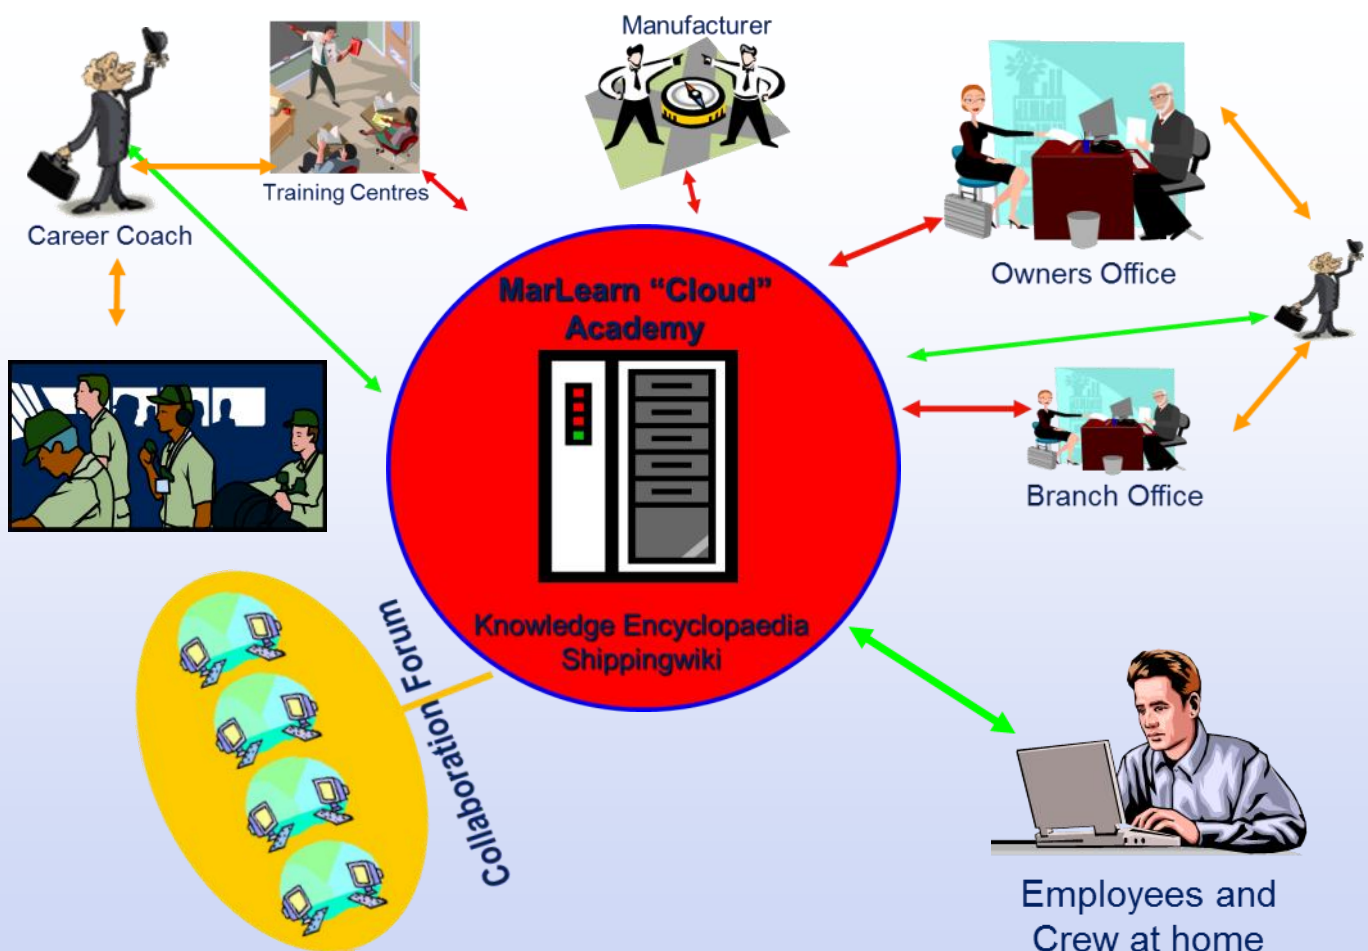 Manufacturer
Training Centres
Career Coach
Owners Office
MarLearn “Cloud”
Academy
Branch Office
Knowledge Encyclopaedia
Shippingwiki
Collaboration Forum
Employees and
Crew at home